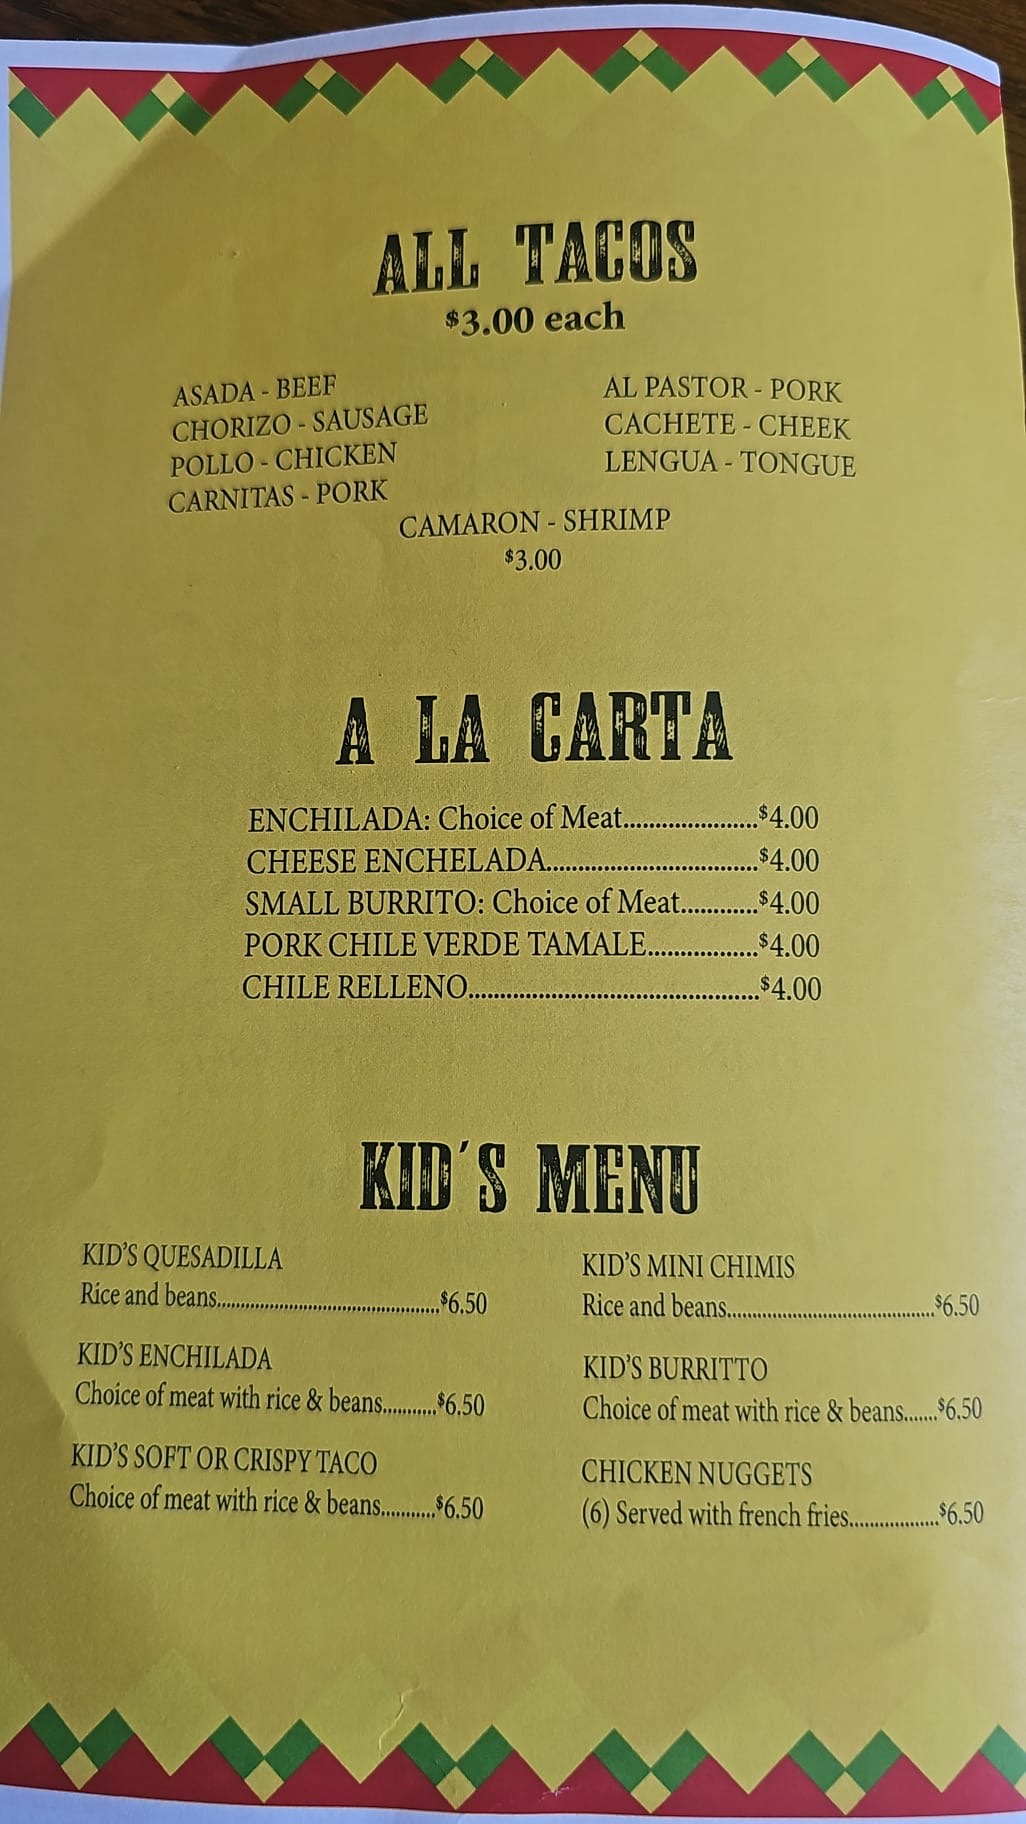 ALL TACOS
$3.00 each
ASADA - BEEF
CHORIZO - SAUSAGE
POLLO - CHICKEN
CARNITAS - PORK
AL PASTOR - PORK
CACHETE - CHEEK
LENGUA - TONGUE
CAMARON - SHRIMP
$3.00
A LA CARTA
ENCHILADA: Choice of Meat.....................$4.00
CHEESE ENCHELADA.................................$4.00
SMALL BURRITO: Choice of Meat............$4.00
PORK CHILE VERDE TAMALE.................$4.00
CHILE RELLENO..............................................$4.00
KID'S MENU
KID'S QUESADILLA
Rice and beans..............................................$6.50
KID'S ENCHILADA
Choice of meat with rice & beans...........$6.50
KID'S SOFT OR CRISPY TACO
Choice of meat with rice & beans...........$6.50
KID'S MINI CHIMIS
Rice and beans..........................................$6.50
KID'S BURRITTO
Choice of meat with rice & beans.......$6.50
CHICKEN NUGGETS
(6) Served with french fries..................$6.50